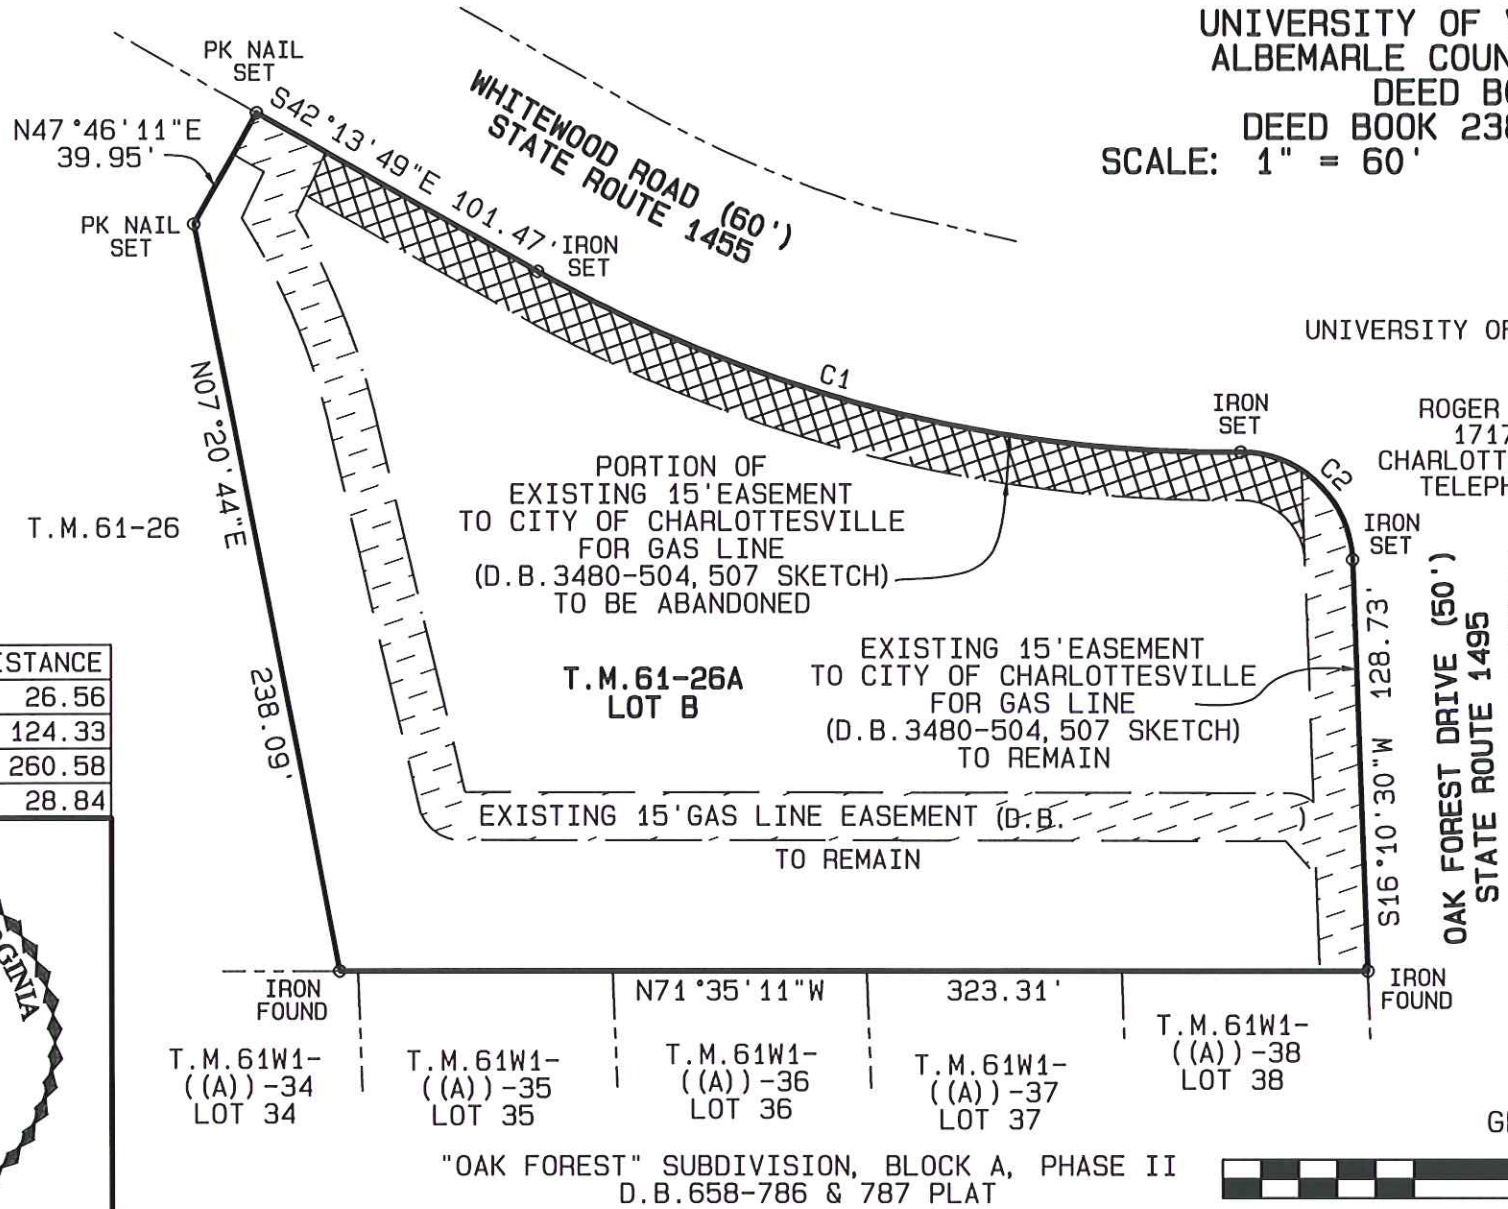 UNIVERSITY OF
ALBEMARLE COUN
DEED BO
DEED BOOK 238
SCALE: 1" = 60'
PK NAIL
SET
S42°13'49"E 101.47'
N47°46'11"E
39.95'
WHITEWOOD ROAD (60')
STATE ROUTE 1455
PK NAIL
SET
IRON
SET
UNIVERSITY OF
C1
IRON
SET
ROGER
1717
CHARLOTT
TELEPH
C2
N07°20'44"E
238.09'
PORTION OF
EXISTING 15'EASEMENT
TO CITY OF CHARLOTTESVILLE
FOR GAS LINE
(D.B.3480-504,507 SKETCH)
TO BE ABANDONED
T.M.61-26
IRON
SET
ISTANCE
26.56
124.33
260.58
28.84
T.M.61-26A
LOT B
EXISTING 15'EASEMENT
TO CITY OF CHARLOTTESVILLE
FOR GAS LINE
(D.B.3480-504,507 SKETCH)
TO REMAIN
S16°10'30"W 128.73'
OAK FOREST DRIVE (50')
STATE ROUTE 1495
EXISTING 15'GAS LINE EASEMENT (D.B. )
TO REMAIN
GINIA
IRON
FOUND
N71°35'11"W 323.31'
IRON
FOUND
T.M.61W1-
((A))-34
LOT 34
T.M.61W1-
((A))-35
LOT 35
T.M.61W1-
((A))-36
LOT 36
T.M.61W1-
((A))-37
LOT 37
T.M.61W1-
((A))-38
LOT 38
"OAK FOREST" SUBDIVISION, BLOCK A, PHASE II
D.B.658-786 & 787 PLAT